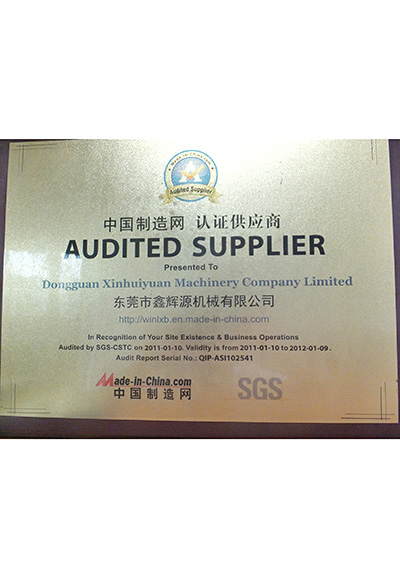 MADE-IN-CHINA.COM
Audited Supplier
中国制造网 认证供应商
AUDITED SUPPLIER
Presented To
Dongguan Xinhuiyuan Machinery Company Limited
东莞市鑫辉源机械有限公司
http://winlxb.en.made-in-china.com
In Recognition of Your Site Existence & Business Operations
Audited by SGS-CSTC on 2011-01-10. Validity is from 2011-01-10 to 2012-01-09.
Audit Report Serial No.: QIP-ASI102541
Made-in-China.com
中国制造网
SGS